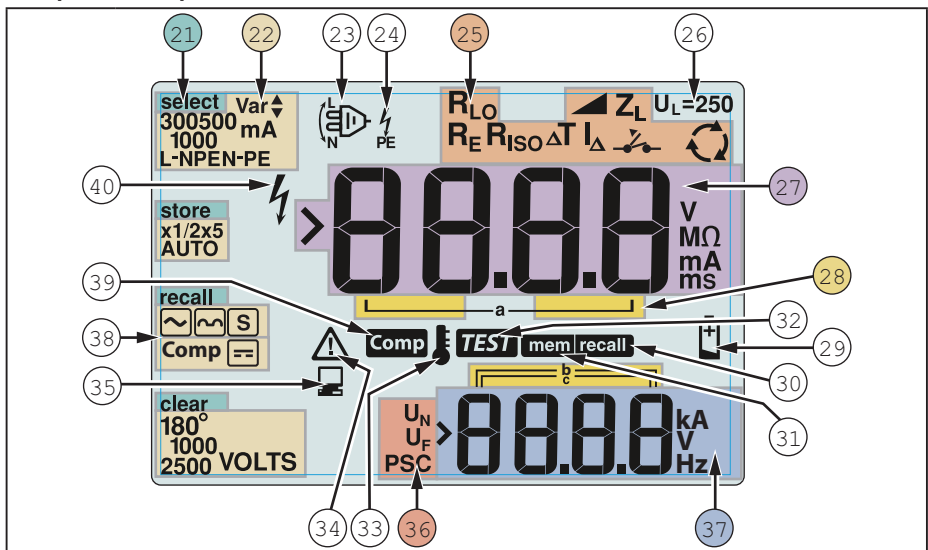 21 22 23 24 25 26
select Var
300500 mA
1000
L-NPEN-PE
L
N
PE
RLO ZL UL=250
RE RISO ΔT IΔ
40
27
> 88.8.8
V
MΩ
mA
ms
store
x1/2x5
AUTO
28
a
39
32
recall
S
Comp
38
Comp TEST mem recall
29
30
35
b
c
31
clear
180°
1000
2500 VOLTS
UN
UF
PSC
> 88.8.8
kA
V
Hz
34 33 36 37